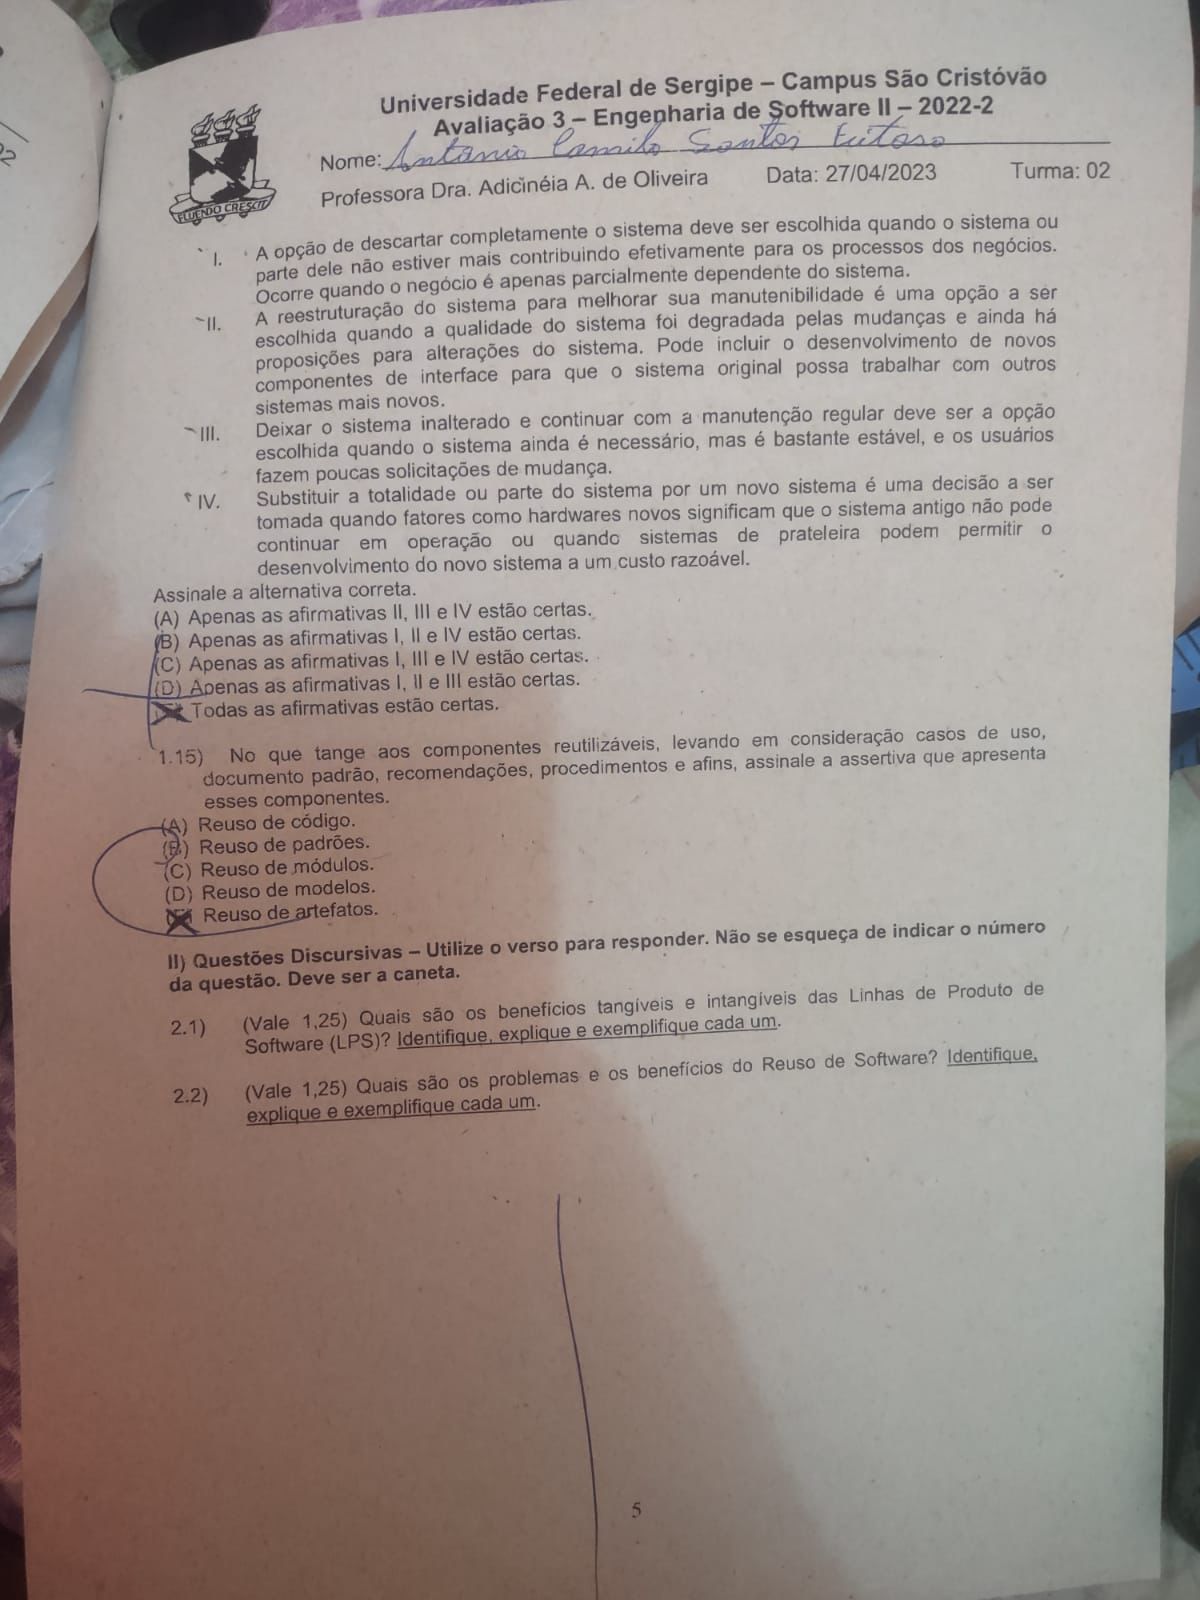 Universidade Federal de Sergipe – Campus São Cristóvão
Avaliação 3 – Engenharia de Software II – 2022-2
Nome: Antônio Camilo Santos
Professora Dra. Adicinéia A. de Oliveira Data: 27/04/2023 Turma: 02
FLUENDO CRESCIT
I. A opção de descartar completamente o sistema deve ser escolhida quando o sistema ou
parte dele não estiver mais contribuindo efetivamente para os processos dos negócios.
Ocorre quando o negócio é apenas parcialmente dependente do sistema.
II. A reestruturação do sistema para melhorar sua manutenibilidade é uma opção a ser
escolhida quando a qualidade do sistema foi degradada pelas mudanças e ainda há
proposições para alterações do sistema. Pode incluir o desenvolvimento de novos
componentes de interface para que o sistema original possa trabalhar com outros
sistemas mais novos.
III. Deixar o sistema inalterado e continuar com a manutenção regular deve ser a opção
escolhida quando o sistema ainda é necessário, mas é bastante estável, e os usuários
fazem poucas solicitações de mudança.
IV. Substituir a totalidade ou parte do sistema por um novo sistema é uma decisão a ser
tomada quando fatores como hardwares novos significam que o sistema antigo não pode
continuar em operação ou quando sistemas de prateleira podem permitir o
desenvolvimento do novo sistema a um custo razoável.
Assinale a alternativa correta.
(A) Apenas as afirmativas II, III e IV estão certas.
(B) Apenas as afirmativas I, II e IV estão certas.
(C) Apenas as afirmativas I, III e IV estão certas.
(D) Apenas as afirmativas I, II e III estão certas.
Todas as afirmativas estão certas.
1.15) No que tange aos componentes reutilizáveis, levando em consideração casos de uso,
documento padrão, recomendações, procedimentos e afins, assinale a assertiva que apresenta
esses componentes.
(A) Reuso de código.
(B) Reuso de padrões.
(C) Reuso de módulos.
(D) Reuso de modelos.
Reuso de artefatos.
II) Questões Discursivas – Utilize o verso para responder. Não se esqueça de indicar o número
da questão. Deve ser a caneta.
2.1) (Vale 1,25) Quais são os benefícios tangíveis e intangíveis das Linhas de Produto de
Software (LPS)? Identifique, explique e exemplifique cada um.
2.2) (Vale 1,25) Quais são os problemas e os benefícios do Reuso de Software? Identifique,
explique e exemplifique cada um.
5